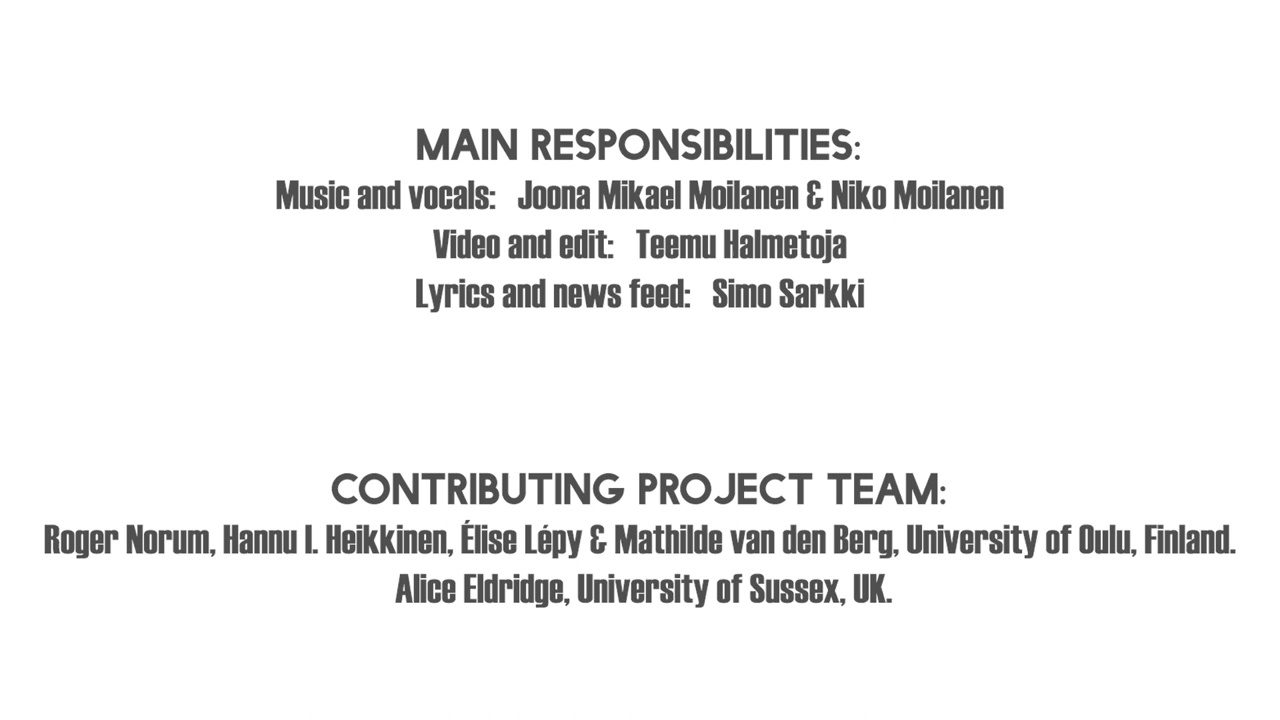 MAIN RESPONSIBILITIES:
Music and vocals: Joona Mikael Moilanen & Niko Moilanen
Video and edit: Teemu Halmetoja
Lyrics and news feed: Simo Sarkki
CONTRIBUTING PROJECT TEAM:
Roger Norum, Hannu I. Heikkinen, Élise Lépy & Mathilde van den Berg, University of Oulu, Finland.
Alice Eldridge, University of Sussex, UK.